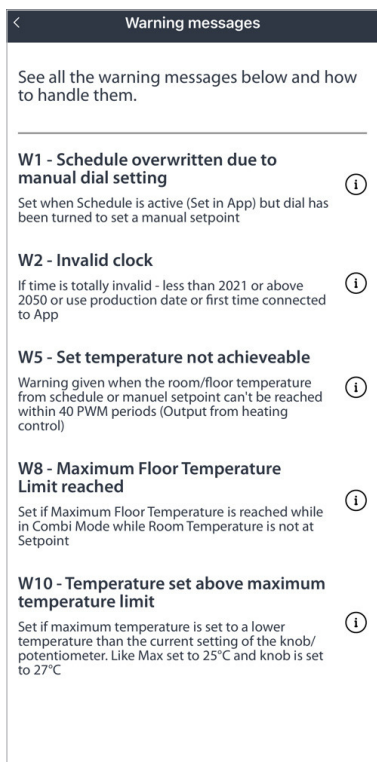 Warning messages
See all the warning messages below and how
to handle them.
W1 - Schedule overwritten due to
manual dial setting
Set when Schedule is active (Set in App) but dial has
been turned to set a manual setpoint
W2 - Invalid clock
If time is totally invalid - less than 2021 or above
2050 or use production date or first time connected
to App
W5 - Set temperature not achieveable
Warning given when the room/floor temperature
from schedule or manuel setpoint can't be reached
within 40 PWM periods (Output from heating
control)
W8 - Maximum Floor Temperature
Limit reached
Set if Maximum Floor Temperature is reached while
in Combi Mode while Room Temperature is not at
Setpoint
W10 - Temperature set above maximum
temperature limit
Set if maximum temperature is set to a lower
temperature than the current setting of the knob/
potentiometer. Like Max set to 25°C and knob is set
to 27°C